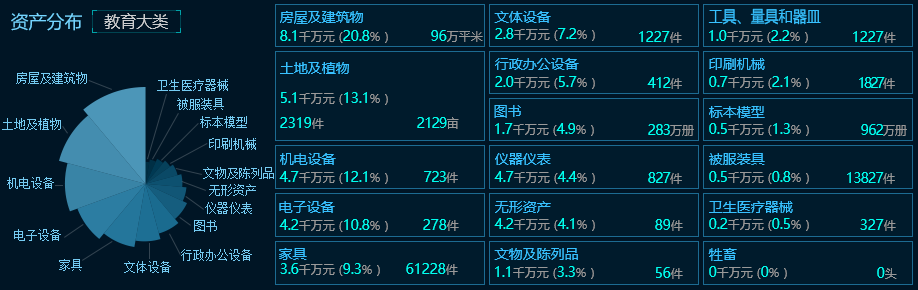 资产分布 教育大类
房屋及建筑物
土地及植物
机电设备
电子设备
家具
文体设备
行政办公设备
图书
仪器仪表
无形资产
文物及陈列品
印刷机械
标本模型
被服装具
卫生医疗器械
房屋及建筑物
8.1千万元 (20.8% ) 96万平米
文体设备
2.8千万元 (7.2% ) 1227件
工具、量具和器皿
1.0千万元 (2.2% ) 1227件
土地及植物
5.1千万元 (13.1% )
2319件 2129亩
行政办公设备
2.0千万元 (5.7% ) 412件
印刷机械
0.7千万元 (2.1% ) 1827件
图书
1.7千万元 (4.9% ) 283万册
标本模型
0.5千万元 (1.3% ) 962万册
机电设备
4.7千万元 (12.1% ) 723件
仪器仪表
4.7千万元 (4.4% ) 827件
被服装具
0.5千万元 (0.8% ) 13827件
电子设备
4.2千万元 (10.8% ) 278件
无形资产
4.2千万元 (4.1% ) 89件
卫生医疗器械
0.2千万元 (0.5% ) 327件
家具
3.6千万元 (9.3% ) 61228件
文物及陈列品
1.1千万元 (3.3% ) 56件
牲畜
0千万元 (0% ) 0头